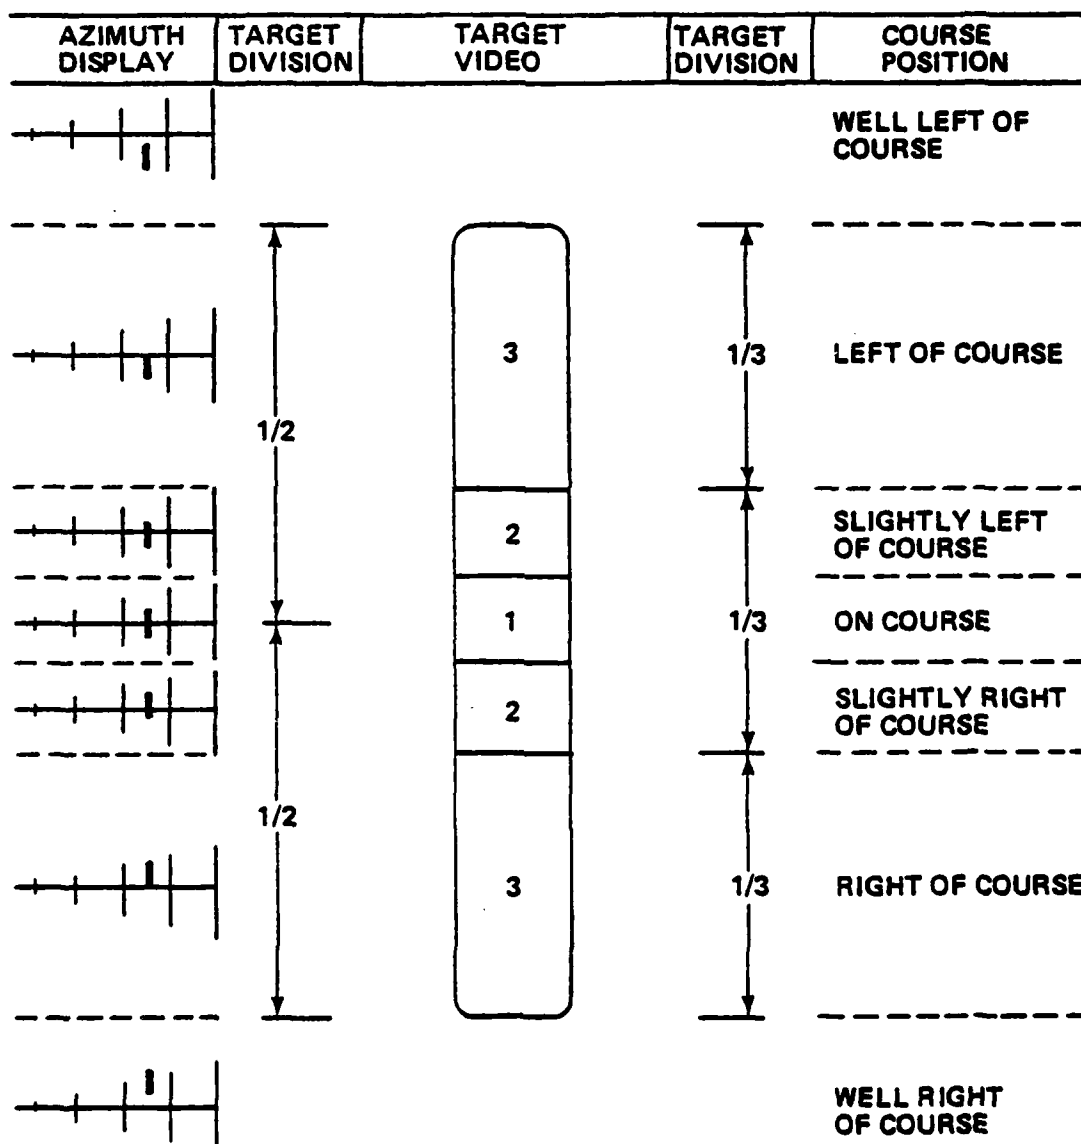 AZIMUTH
DISPLAY
TARGET
DIVISION
TARGET
VIDEO
TARGET
DIVISION
COURSE
POSITION
WELL LEFT OF
COURSE
3
1/3
LEFT OF COURSE
1/2
2
SLIGHTLY LEFT
OF COURSE
1
1/3
ON COURSE
2
SLIGHTLY RIGHT
OF COURSE
1/2
3
1/3
RIGHT OF COURSE
WELL RIGHT
OF COURSE